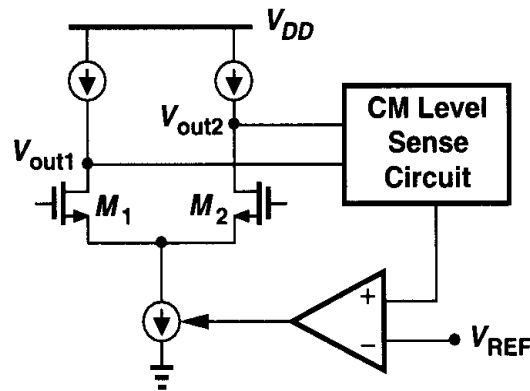 V_DD
V_out2
CM Level
Sense
Circuit
V_out1
M_1
M_2
+
−
V_REF